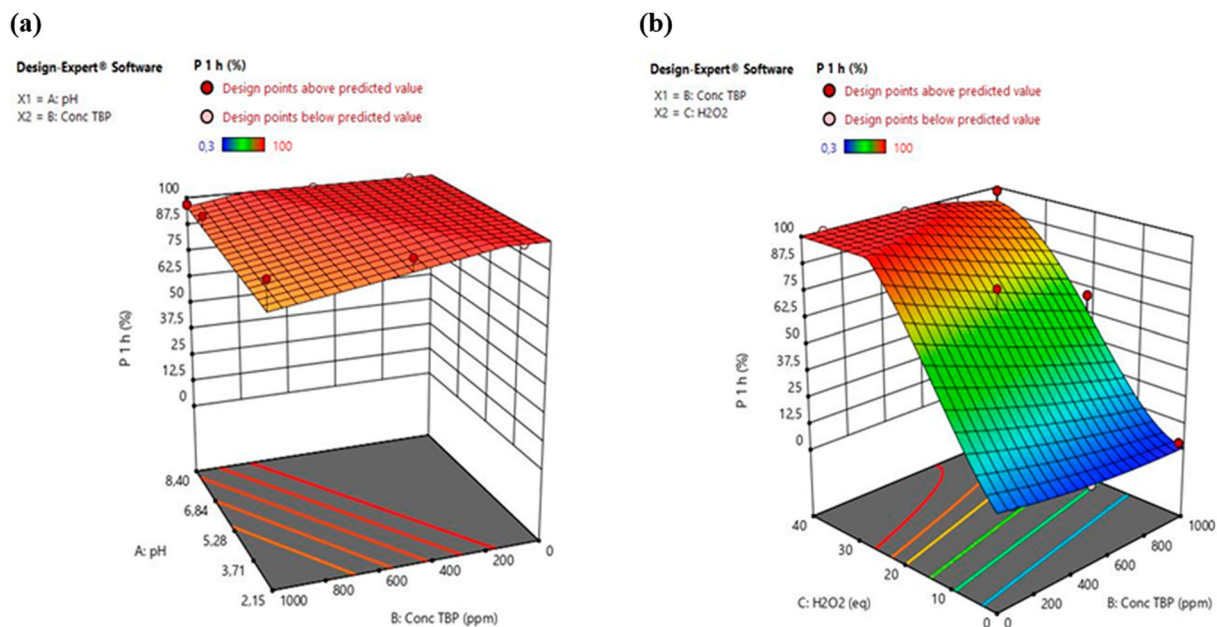 (a)
Design-Expert® Software
X1 = A: pH
X2 = B: Conc TBP
P 1 h (%)
Design points above predicted value
Design points below predicted value
0,3 100
100
87,5
75
62,5
50
37,5
25
12,5
0
P 1 h (%)
8,40
6,84
5,28
3,71
2,15
A: pH
1000
800
600
400
200
0
B: Conc TBP (ppm)
(b)
Design-Expert® Software
X1 = B: Conc TBP
X2 = C: H2O2
P 1 h (%)
Design points above predicted value
Design points below predicted value
0,3 100
100
87,5
75
62,5
50
37,5
25
12,5
0
P 1 h (%)
40
30
20
10
0
C: H2O2 (eq)
0
200
400
600
800
1000
B: Conc TBP (ppm)